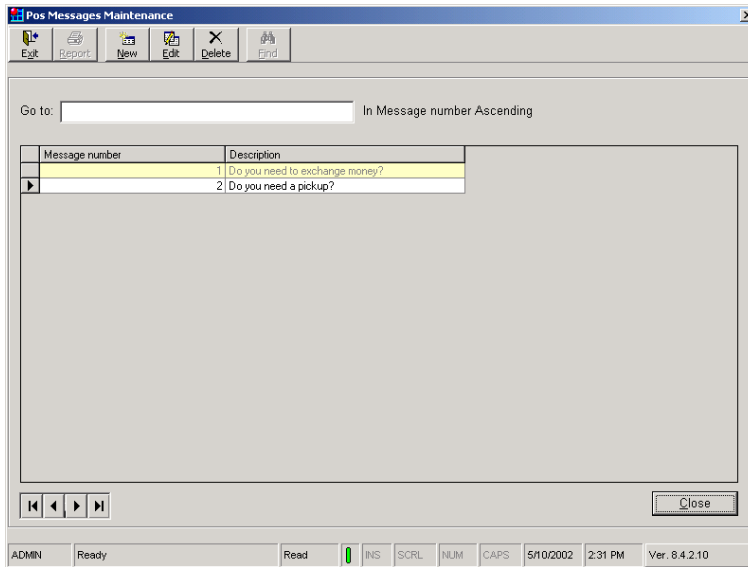 Pos Messages Maintenance
Exit Report New Edit Delete Find
Go to: In Message number Ascending
Message number Description
1 Do you need to exchange money?
2 Do you need a pickup?
Close
ADMIN Ready Read INS SCRL NUM CAPS 5/10/2002 2:31 PM Ver. 8.4.2.10